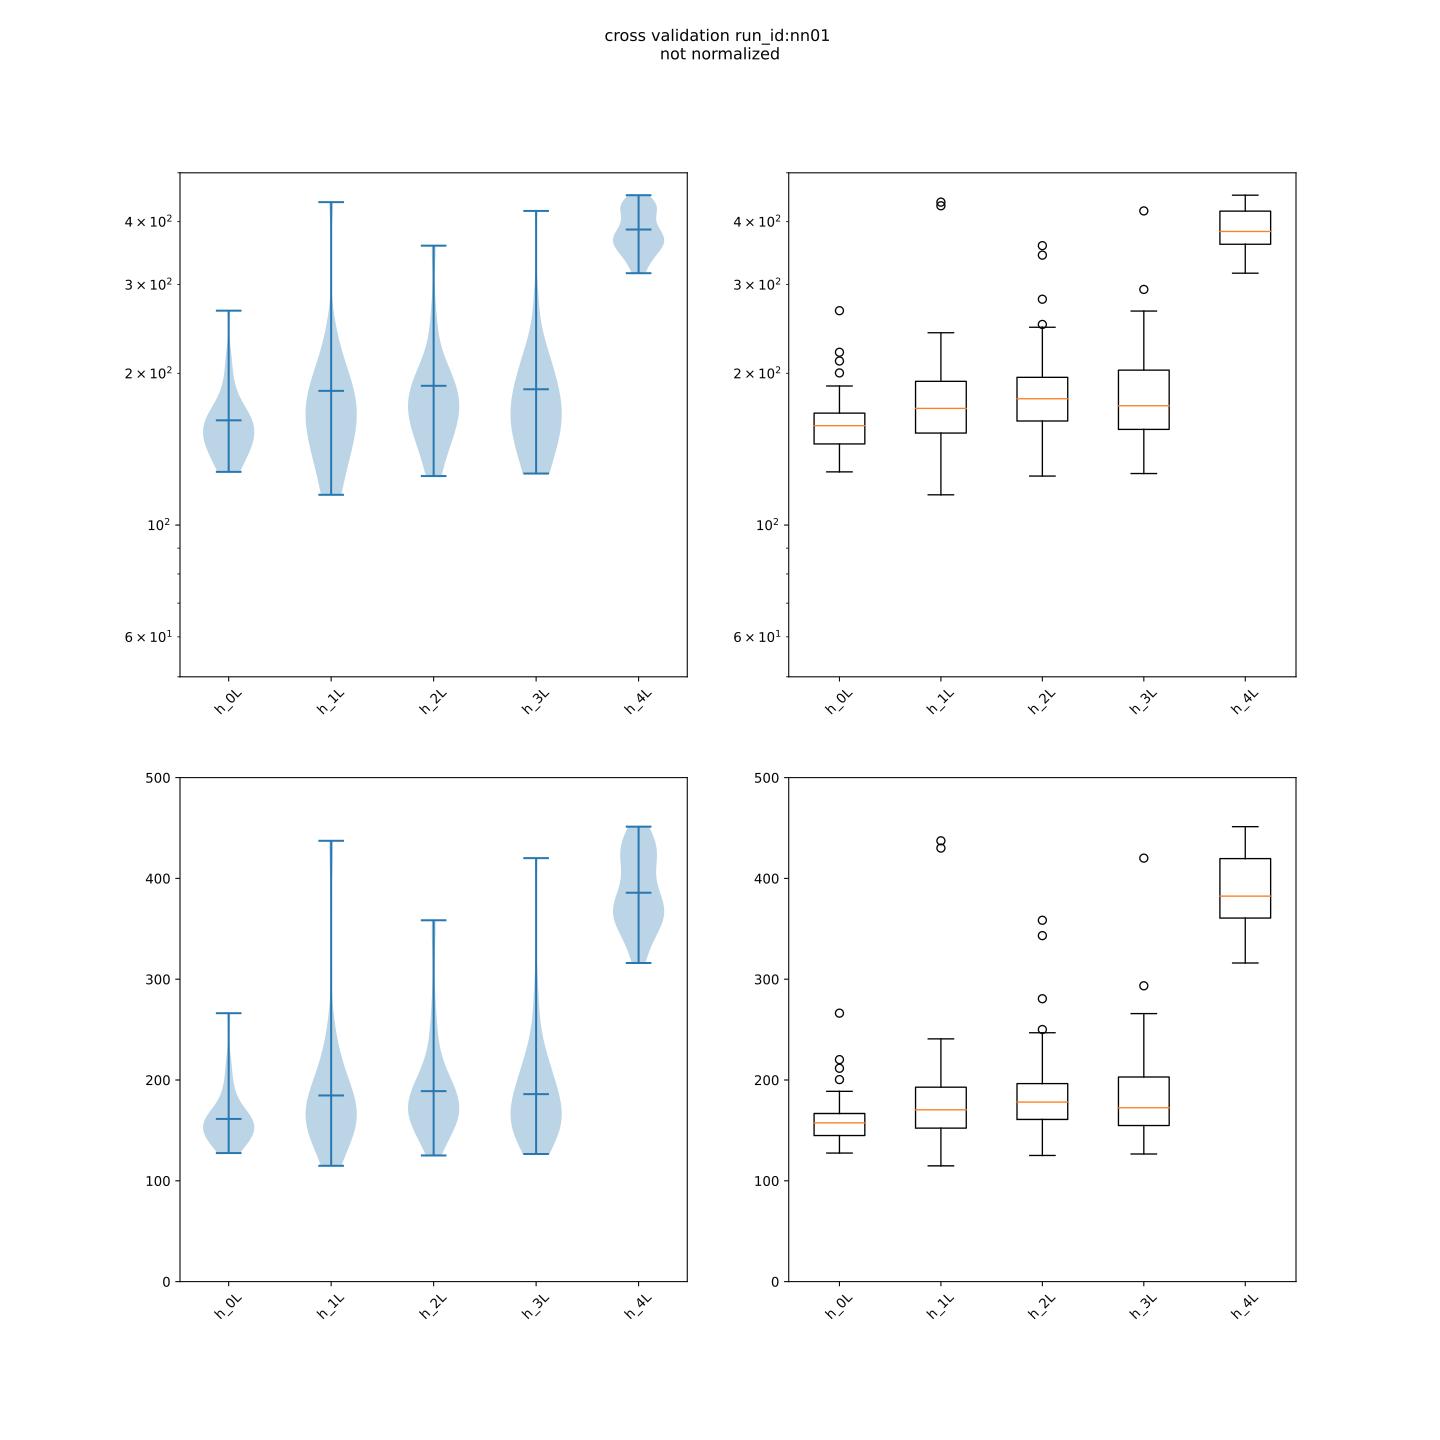 cross validation run_id:nn01
not normalized
4 × 10²
3 × 10²
2 × 10²
10²
6 × 10¹
h_0L
h_1L
h_2L
h_3L
h_4L
4 × 10²
3 × 10²
2 × 10²
10²
6 × 10¹
h_0L
h_1L
h_2L
h_3L
h_4L
500
400
300
200
100
0
h_0L
h_1L
h_2L
h_3L
h_4L
500
400
300
200
100
0
h_0L
h_1L
h_2L
h_3L
h_4L